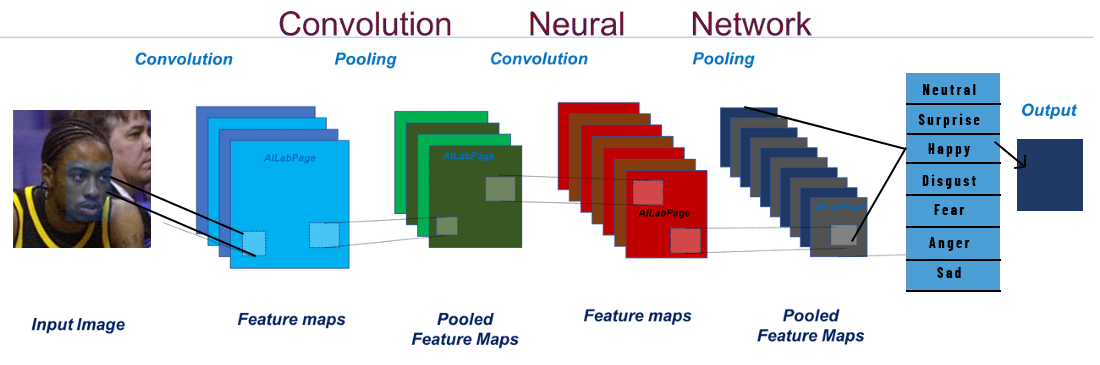 Convolution Neural Network
Convolution Pooling Convolution Pooling
Neutral
Surprise
Happy
Disgust
Fear
Anger
Sad
Output
AILabPage
AILabPage
AILabPage
AILabPage
Input Image
Feature maps
Pooled
Feature Maps
Feature maps
Pooled
Feature Maps